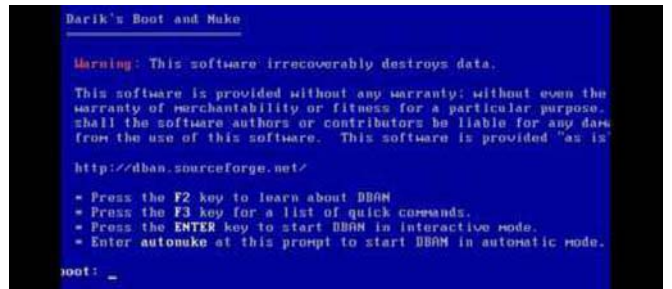 Darik's Boot and Nuke
Warning: This software irrecoverably destroys data.
This software is provided without any warranty; without even the
warranty of merchantability or fitness for a particular purpose.
shall the software authors or contributors be liable for any dama
from the use of this software. This software is provided "as is"
http://dban.sourceforge.net/
* Press the F2 key to learn about DBAN
* Press the F3 key for a list of quick commands.
* Press the ENTER key to start DBAN in interactive mode.
* Enter autonuke at this prompt to start DBAN in automatic mode.
boot: _